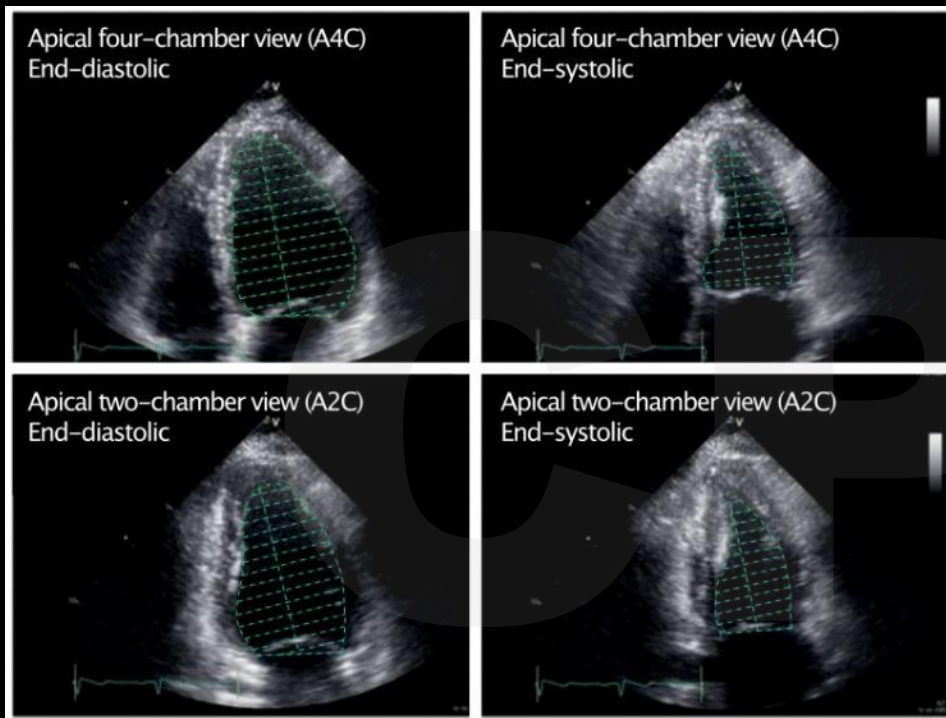 Apical four-chamber view (A4C)
End-diastolic
Apical four-chamber view (A4C)
End-systolic
V
V
Apical two-chamber view (A2C)
End-diastolic
Apical two-chamber view (A2C)
End-systolic
V
V
CP